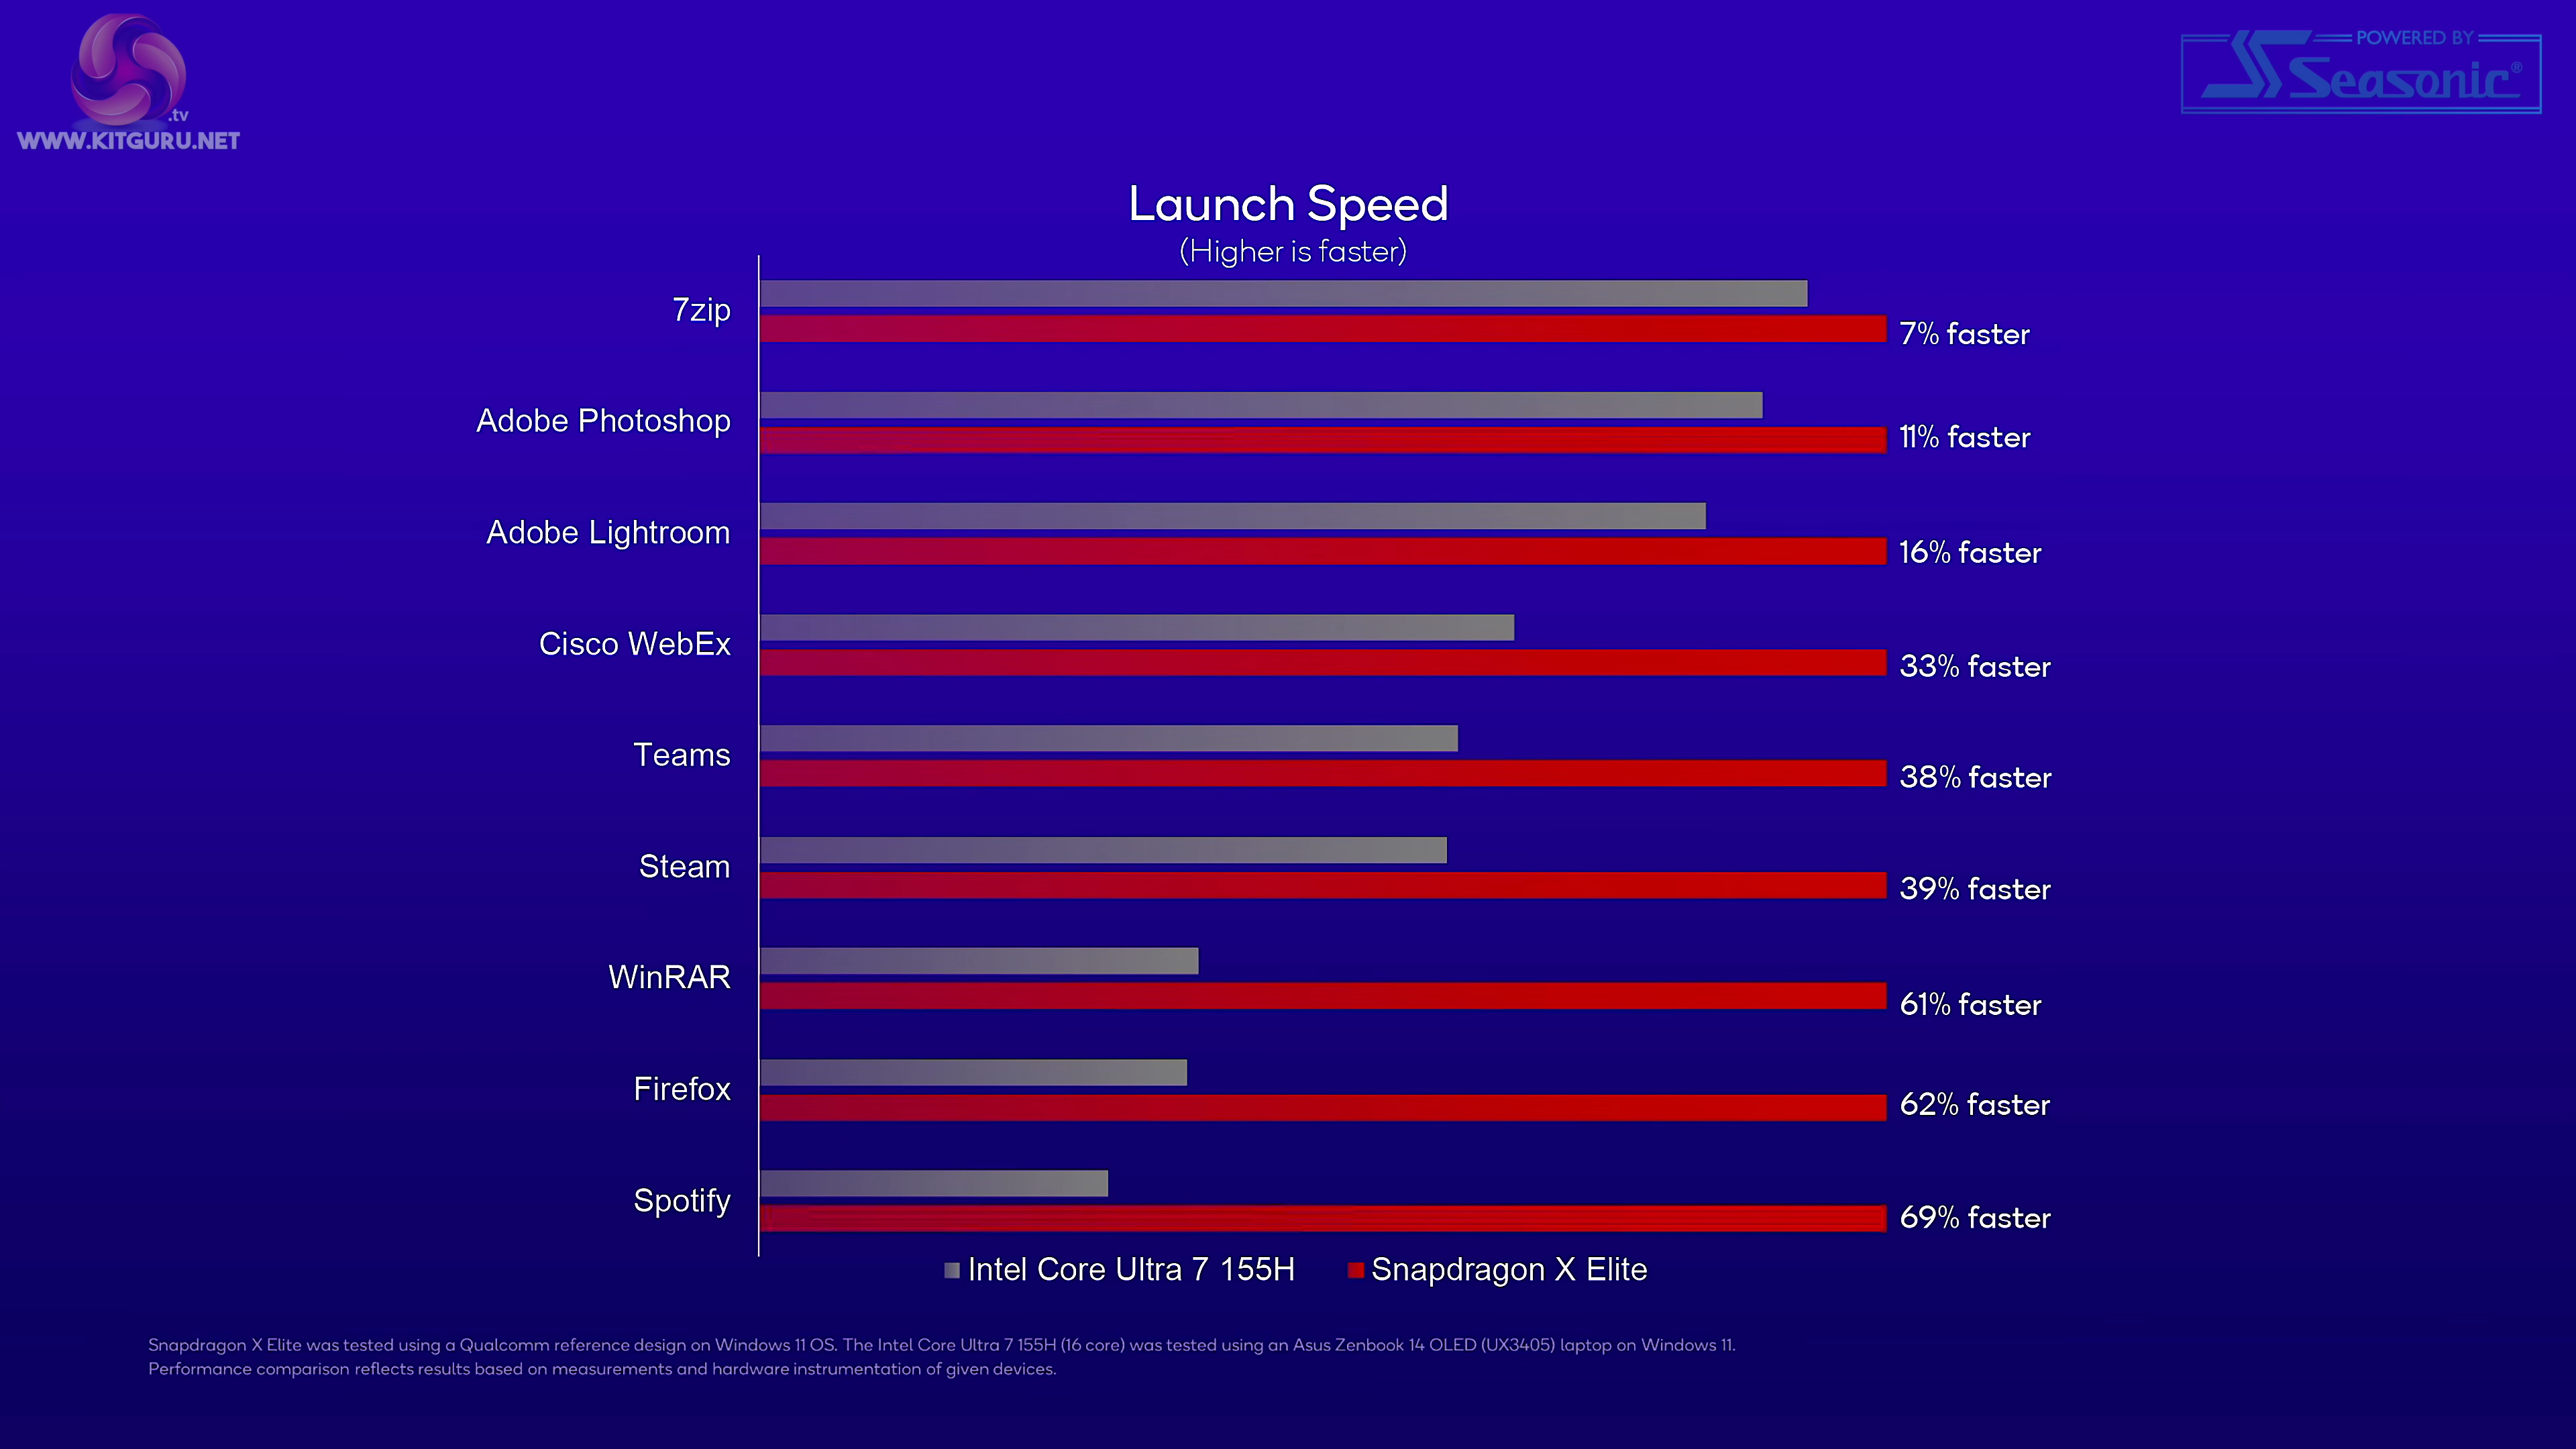 .tv
WWW.KITGURU.NET
POWERED BY
Seasonic®
Launch Speed
(Higher is faster)
7zip
7% faster
Adobe Photoshop
11% faster
Adobe Lightroom
16% faster
Cisco WebEx
33% faster
Teams
38% faster
Steam
39% faster
WinRAR
61% faster
Firefox
62% faster
Spotify
69% faster
Intel Core Ultra 7 155H
Snapdragon X Elite
Snapdragon X Elite was tested using a Qualcomm reference design on Windows 11 OS. The Intel Core Ultra 7 155H (16 core) was tested using an Asus Zenbook 14 OLED (UX3405) laptop on Windows 11.
Performance comparison reflects results based on measurements and hardware instrumentation of given devices.